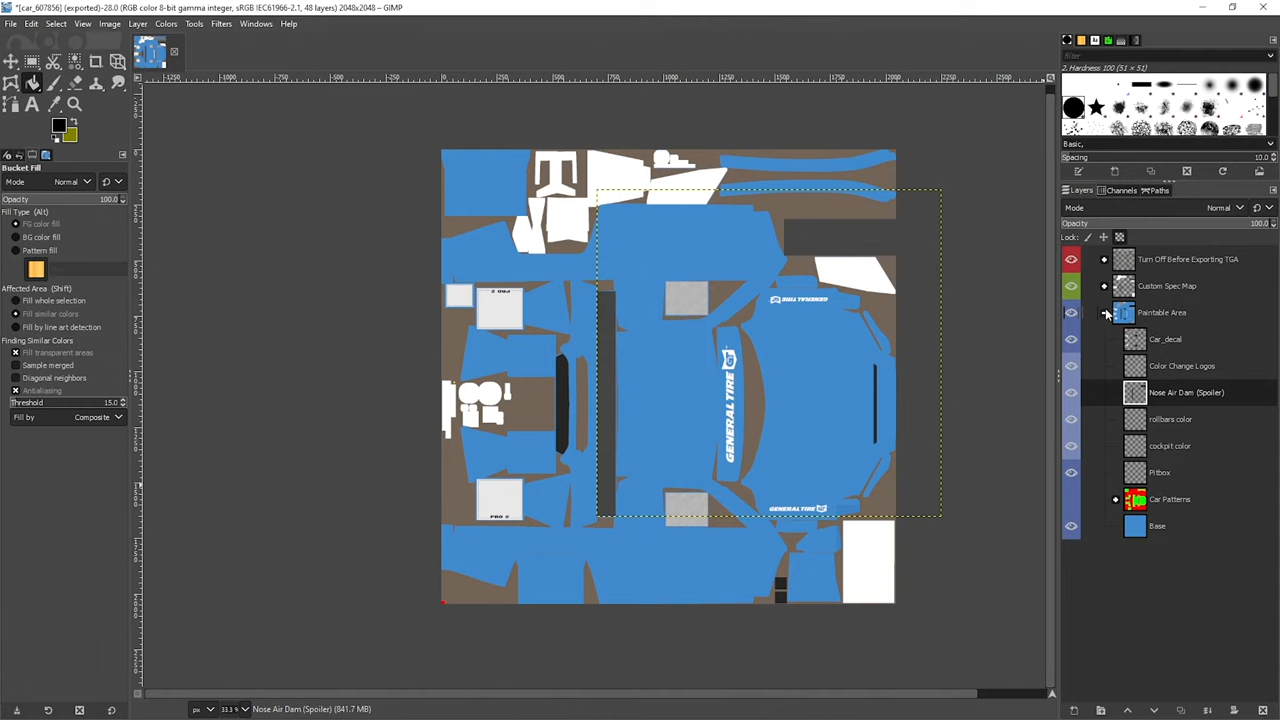 *[car_607856] (exported)-28.0 (RGB color 8-bit gamma integer, sRGB IEC61966-2.1, 48 layers) 2048x2048 – GIMP
File Edit Select View Image Layer Colors Tools Filters Windows Help
filter
2. Hardness 100 (51 × 51)
Basic,
Spacing 10.0
Bucket Fill
Mode Normal
Opacity 100.0
Fill Type (Alt)
FG color fill
BG color fill
Pattern fill
Affected Area (Shift)
Fill whole selection
Fill similar colors
Fill by line art detection
Finding Similar Colors
Fill transparent areas
Sample merged
Diagonal neighbors
Antialiasing
Threshold 15.0
Fill by Composite
PRO 2
GENERAL TIRE
GENERAL TIRE
GENERAL TIRE
PRO 2
Layers Channels Paths
Mode Normal
Opacity 100.0
Lock:
Turn Off Before Exporting TGA
Custom Spec Map
Paintable Area
Car_decal
Color Change Logos
Nose Air Dam (Spoiler)
rollbars color
cockpit color
Pitbox
Car Patterns
Base
px 33.3 % Nose Air Dam (Spoiler) (841.7 MB)